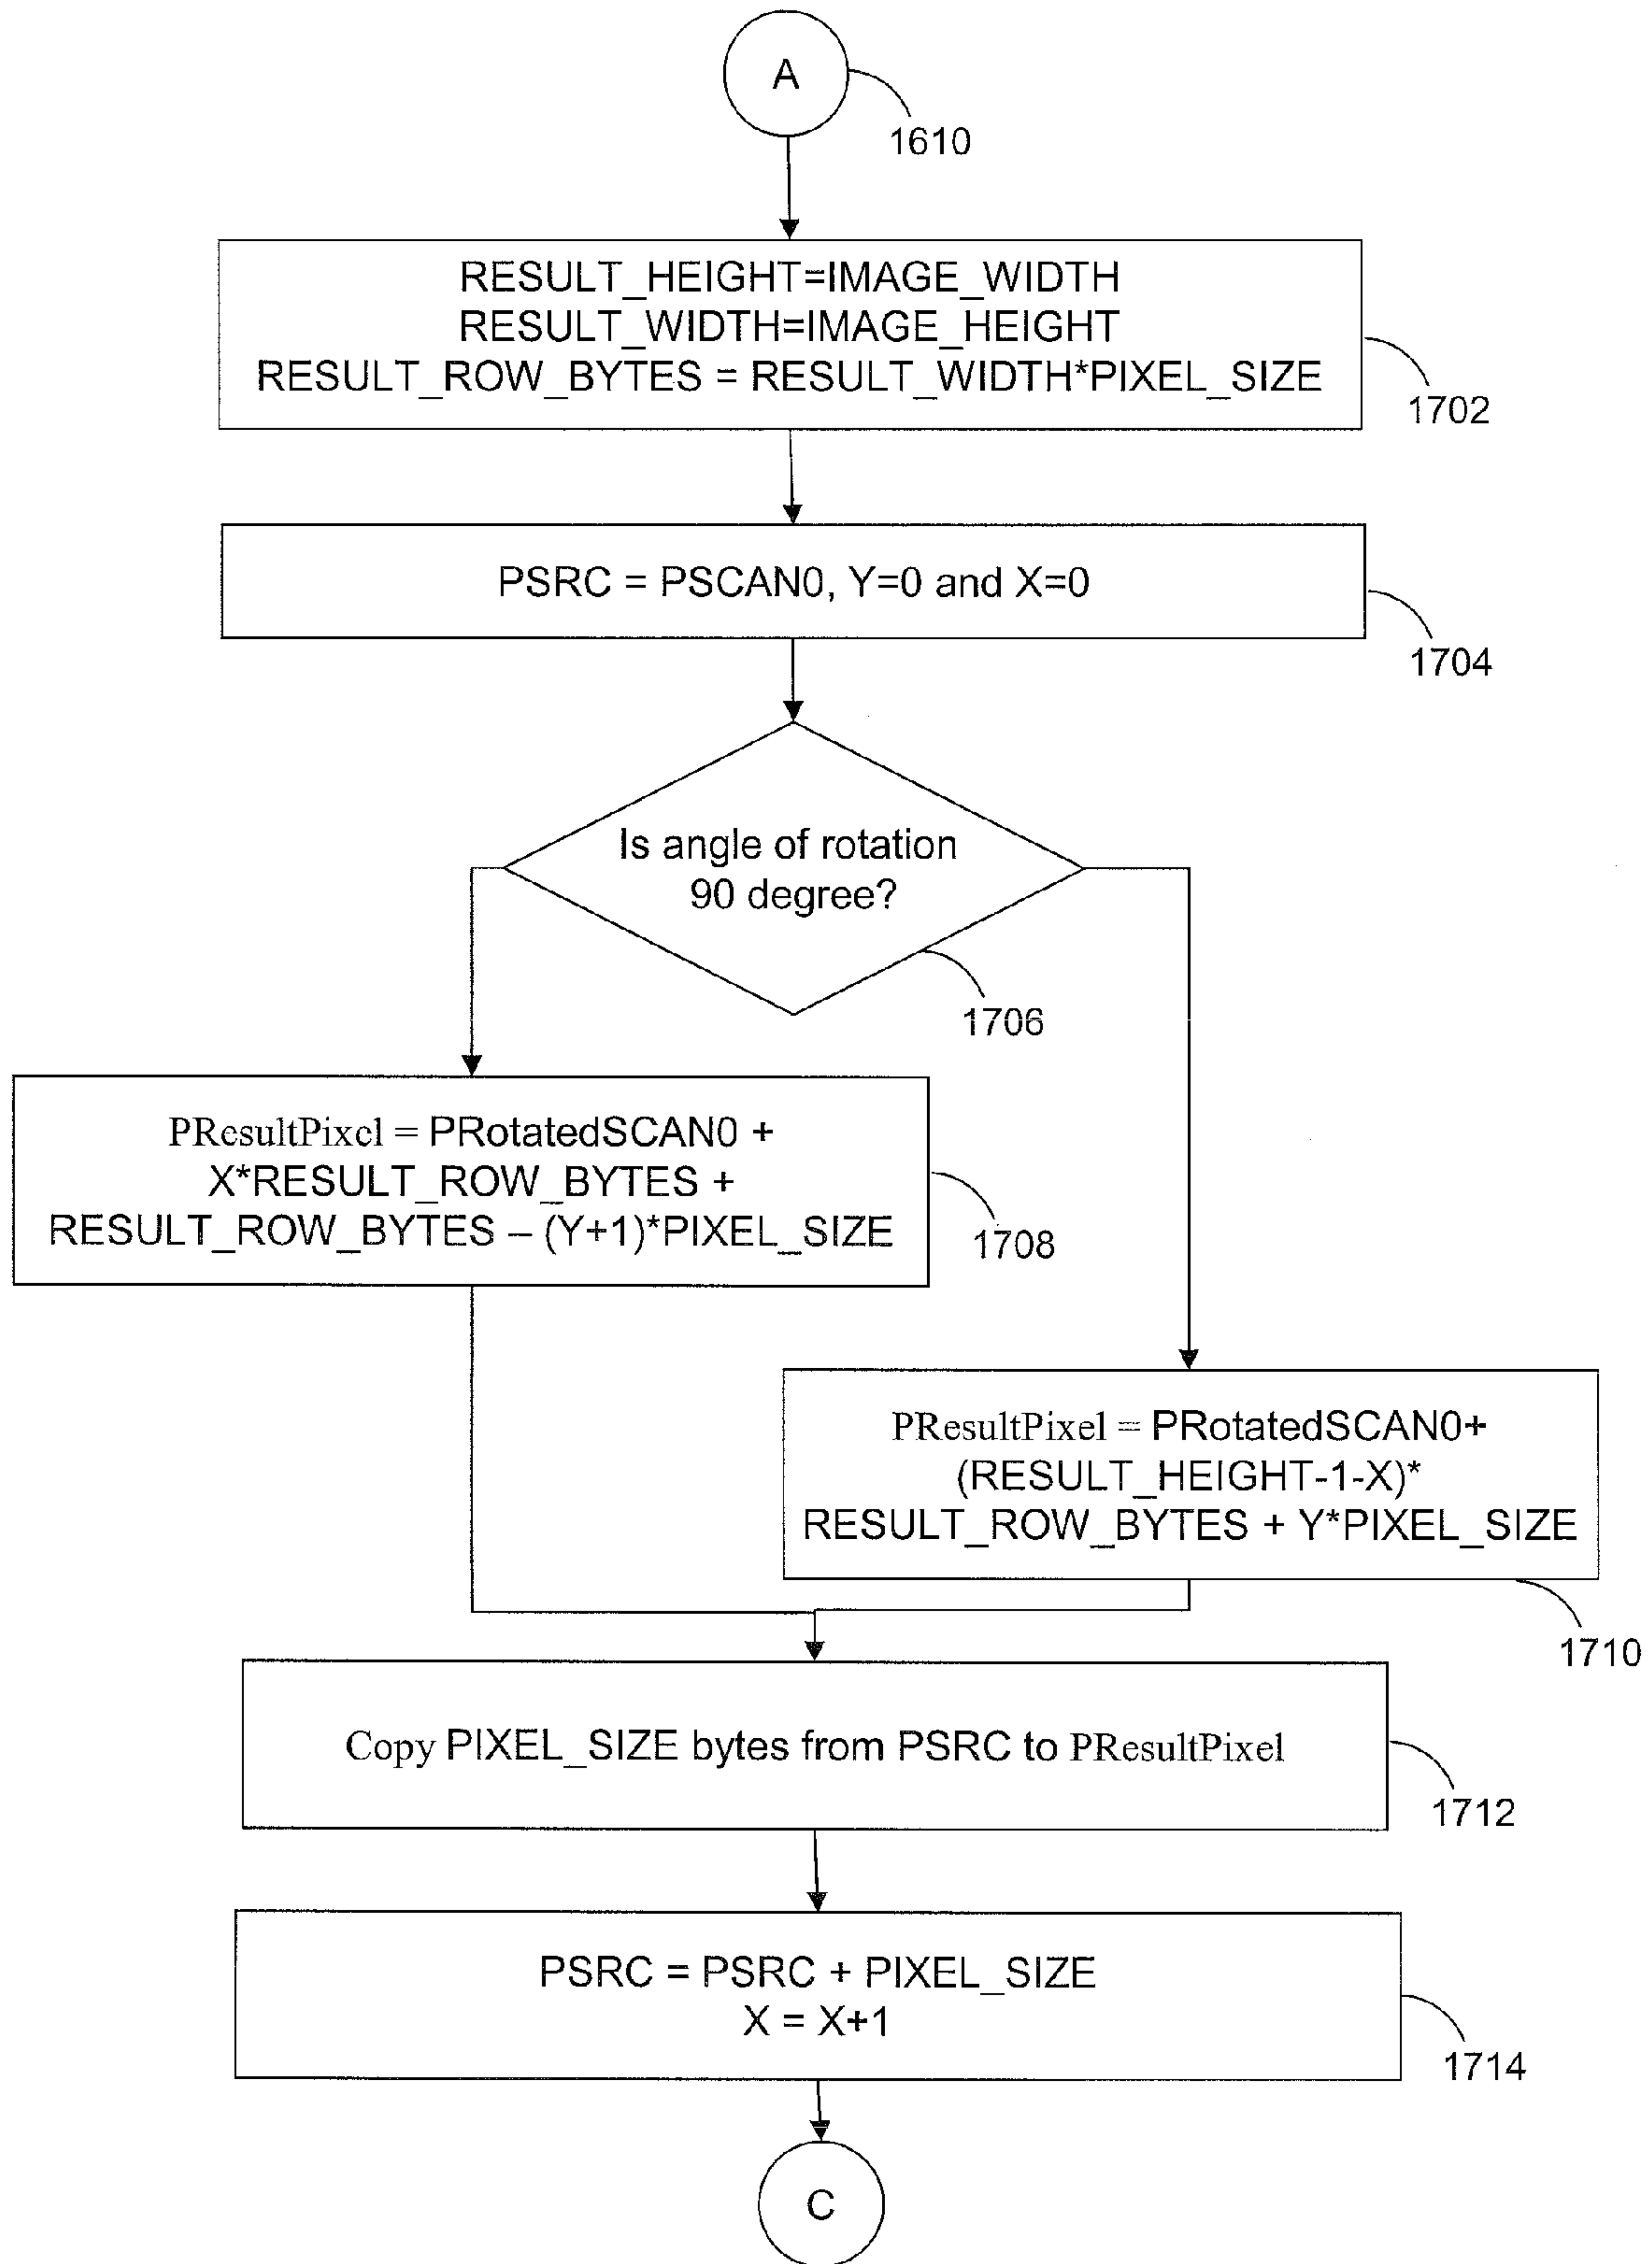 A
1610
RESULT_HEIGHT=IMAGE_WIDTH
RESULT_WIDTH=IMAGE_HEIGHT
RESULT_ROW_BYTES = RESULT_WIDTH*PIXEL_SIZE
1702
PSRC = PSCAN0, Y=0 and X=0
1704
Is angle of rotation
90 degree?
1706
PResultPixel = PRotatedSCAN0 +
X*RESULT_ROW_BYTES +
RESULT_ROW_BYTES – (Y+1)*PIXEL_SIZE
1708
PResultPixel = PRotatedSCAN0+
(RESULT_HEIGHT-1-X)*
RESULT_ROW_BYTES + Y*PIXEL_SIZE
1710
Copy PIXEL_SIZE bytes from PSRC to PResultPixel
1712
PSRC = PSRC + PIXEL_SIZE
X = X+1
1714
C